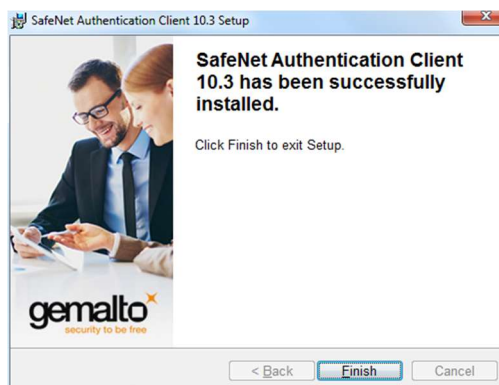 SafeNet Authentication Client 10.3 Setup
SafeNet Authentication Client
10.3 has been successfully
installed.
Click Finish to exit Setup.
gemalto
security to be free
< Back
Finish
Cancel